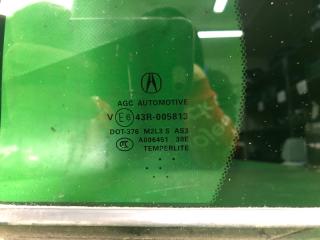 AGC AUTOMOTIVE
V E6 43R-005813
DOT-376 M2L3 S AS3
A006451 38E
TEMPERLITE